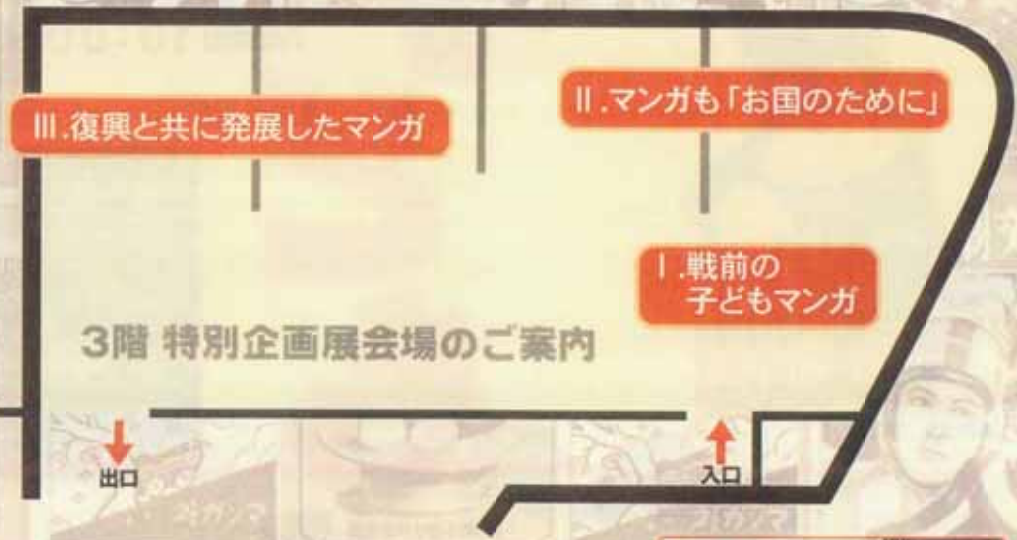 III.復興と共に発展したマンガ
II.マンガも「お国のために」
I.戦前の
子どもマンガ
3階 特別企画展会場のご案内
出口
入口